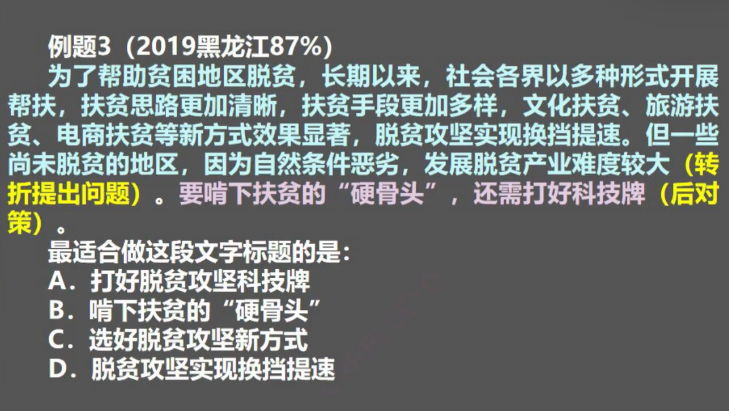 例题3（2019黑龙江87%）
为了帮助贫困地区脱贫，长期以来，社会各界以多种形式开展
帮扶，扶贫思路更加清晰，扶贫手段更加多样，文化扶贫、旅游扶
贫、电商扶贫等新方式效果显著，脱贫攻坚实现换挡提速。但一些
尚未脱贫的地区，因为自然条件恶劣，发展脱贫产业难度较大（转
折提出问题）。要啃下扶贫的“硬骨头”，还需打好科技牌（后对
策）。
最适合做这段文字标题的是：
A．打好脱贫攻坚科技牌
B．啃下扶贫的“硬骨头”
C．选好脱贫攻坚新方式
D．脱贫攻坚实现换挡提速